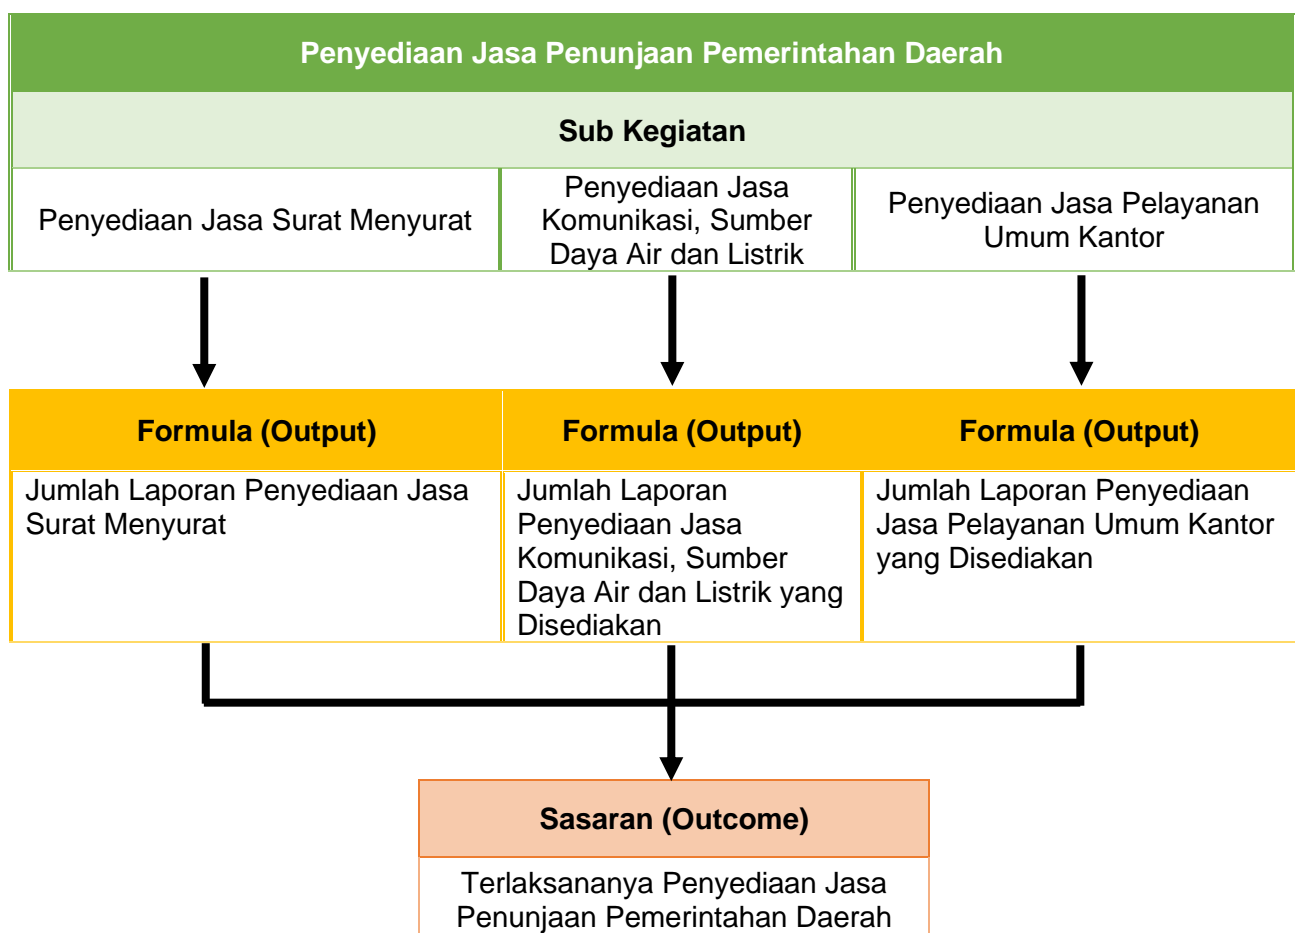 Penyediaan Jasa Penunjaan Pemerintahan Daerah
Sub Kegiatan
Penyediaan Jasa Surat Menyurat
Penyediaan Jasa
Komunikasi, Sumber
Daya Air dan Listrik
Penyediaan Jasa Pelayanan
Umum Kantor
Formula (Output)
Jumlah Laporan Penyediaan Jasa
Surat Menyurat
Formula (Output)
Jumlah Laporan
Penyediaan Jasa
Komunikasi, Sumber
Daya Air dan Listrik yang
Disediakan
Formula (Output)
Jumlah Laporan Penyediaan
Jasa Pelayanan Umum Kantor
yang Disediakan
Sasaran (Outcome)
Terlaksananya Penyediaan Jasa
Penunjaan Pemerintahan Daerah